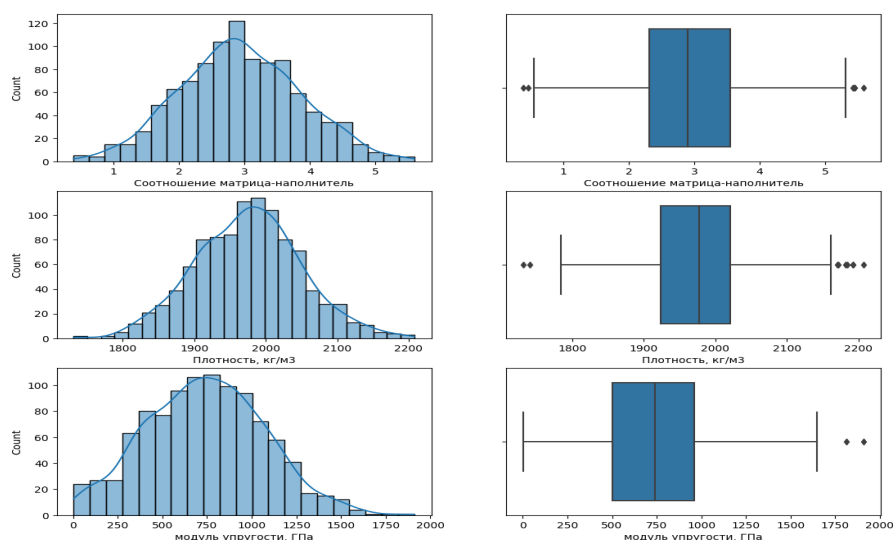 120
100
80
60
40
20
0
Count
1 2 3 4 5
Соотношение матрица-наполнитель
1 2 3 4 5
Соотношение матрица-наполнитель
100
80
60
40
20
0
Count
1800 1900 2000 2100 2200
Плотность, кг/м3
1800 1900 2000 2100 2200
Плотность, кг/м3
100
80
60
40
20
0
Count
0 250 500 750 1000 1250 1500 1750 2000
модуль упругости, ГПа
0 250 500 750 1000 1250 1500 1750 2000
модуль упругости, ГПа